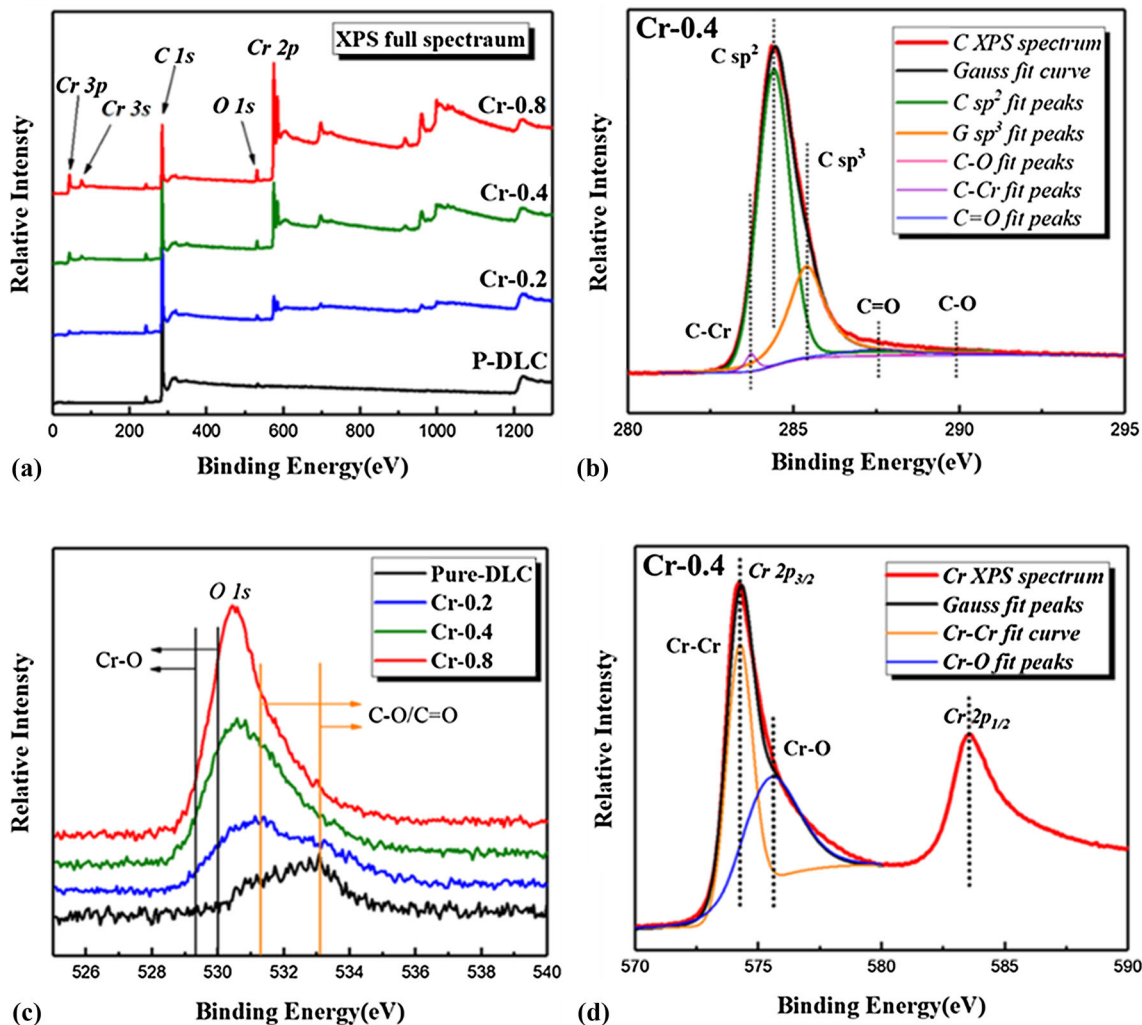 XPS full spectraum
Cr 2p
C 1s
Cr 3p
Cr 3s
O 1s
Cr-0.8
Cr-0.4
Cr-0.2
P-DLC
Relative Intensty
0 200 400 600 800 1000 1200
Binding Energy(eV)
(a)
Cr-0.4
C sp2
C sp3
C-Cr
C=O
C-O
C XPS spectrum
Gauss fit curve
C sp2 fit peaks
G sp3 fit peaks
C-O fit peaks
C-Cr fit peaks
C=O fit peaks
Relative Intensty
280 285 290 295
Binding Energy(eV)
(b)
O 1s
Cr-O
C-O/C=O
Pure-DLC
Cr-0.2
Cr-0.4
Cr-0.8
Relative Intensty
526 528 530 532 534 536 538 540
Binding Energy(eV)
(c)
Cr-0.4
Cr 2p3/2
Cr-Cr
Cr-O
Cr 2p1/2
Cr XPS spectrum
Gauss fit peaks
Cr-Cr fit curve
Cr-O fit peaks
Relative Intensty
570 575 580 585 590
Binding Energy(eV)
(d)